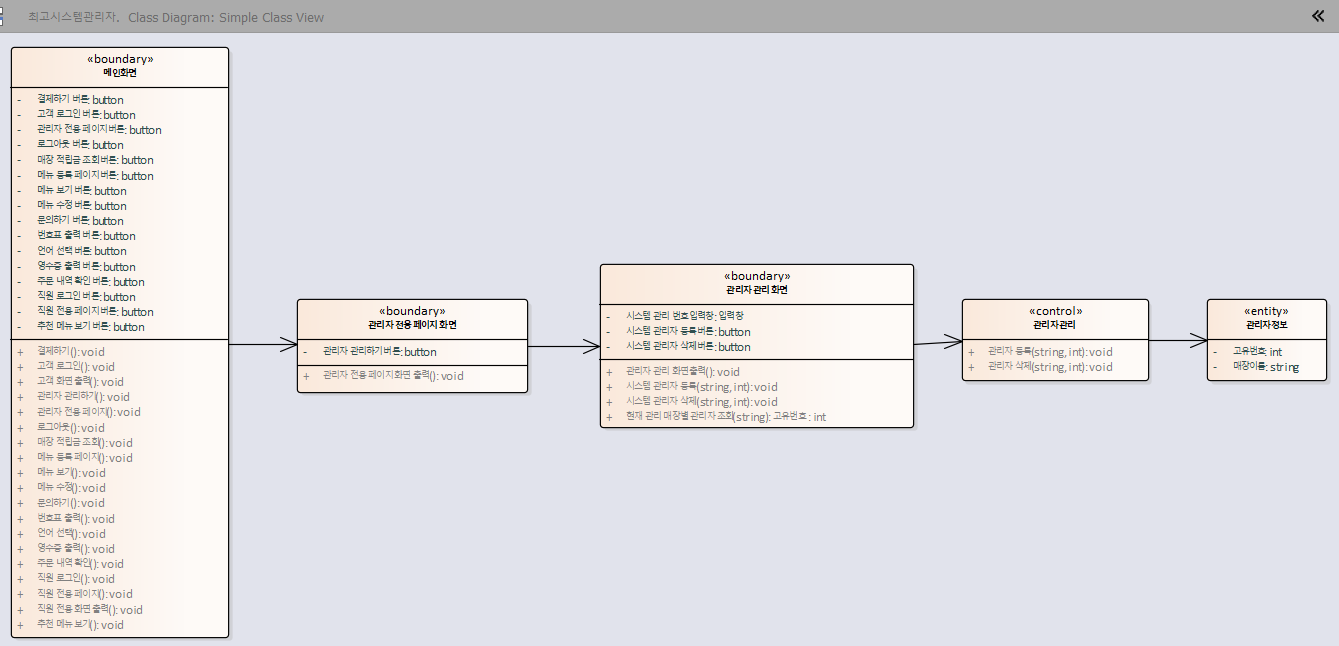 최고시스템관리자. Class Diagram: Simple Class View
«boundary»
메인화면
- 결제하기 버튼: button
- 고객 로그인 버튼: button
- 관리자 전용 페이지 버튼: button
- 로그아웃 버튼: button
- 매장 적립금 조회 버튼: button
- 메뉴 등록 페이지 버튼: button
- 메뉴 보기 버튼: button
- 메뉴 수정 버튼: button
- 문의하기 버튼: button
- 번호표 출력 버튼: button
- 언어 선택 버튼: button
- 영수증 출력 버튼: button
- 주문 내역 확인 버튼: button
- 직원 로그인 버튼: button
- 직원 전용 페이지 버튼: button
- 추천 메뉴 보기 버튼: button
+ 결제하기(): void
+ 고객 로그인(): void
+ 고객 화면 출력(): void
+ 관리자 관리하기(): void
+ 관리자 전용 페이지(): void
+ 로그아웃(): void
+ 매장 적립금 조회(): void
+ 메뉴 등록 페이지(): void
+ 메뉴 보기(): void
+ 메뉴 수정(): void
+ 문의하기(): void
+ 번호표 출력(): void
+ 언어 선택(): void
+ 영수증 출력(): void
+ 주문 내역 확인(): void
+ 직원 로그인(): void
+ 직원 전용 페이지(): void
+ 직원 전용 화면 출력(): void
+ 추천 메뉴 보기(): void
«boundary»
관리자 전용 페이지 화면
- 관리자 관리하기 버튼: button
+ 관리자 전용 페이지 화면 출력(): void
«boundary»
관리자 관리 화면
- 시스템 관리 번호 입력창: 입력창
- 시스템 관리자 등록 버튼: button
- 시스템 관리자 삭제 버튼: button
+ 관리자 관리 화면 출력(): void
+ 시스템 관리자 등록(string, int): void
+ 시스템 관리자 삭제(string, int): void
+ 현재 관리 매장별 관리자 조회(string): 고유번호 : int
«control»
관리자 관리
+ 관리자 등록(string, int): void
+ 관리자 삭제(string, int): void
«entity»
관리자 정보
- 고유번호: int
- 매장이름: string